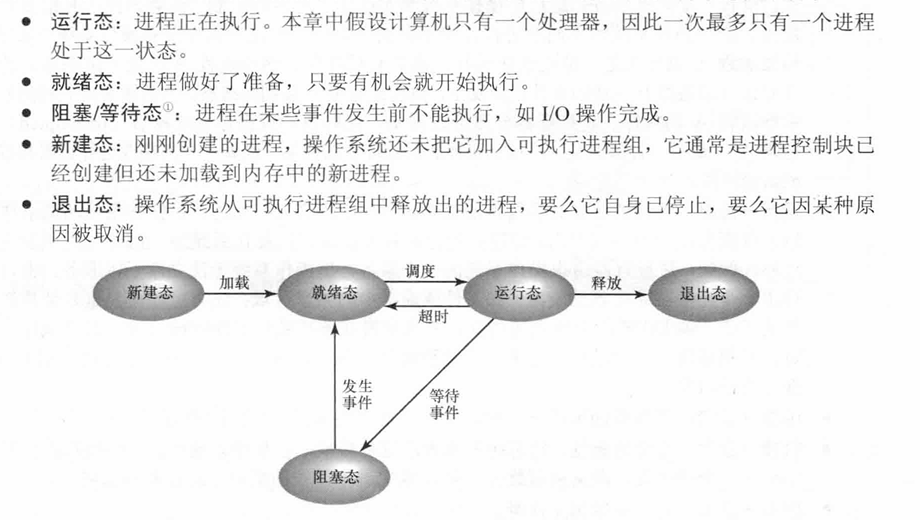 ● 运行态：进程正在执行。本章中假设计算机只有一个处理器，因此一次最多只有一个进程
处于这一状态。
● 就绪态：进程做好了准备，只要有机会就开始执行。
● 阻塞/等待态①：进程在某些事件发生前不能执行，如 I/O 操作完成。
● 新建态：刚刚创建的进程，操作系统还未把它加入可执行进程组，它通常是进程控制块已
经创建但还未加载到内存中的新进程。
● 退出态：操作系统从可执行进程组中释放出的进程，要么它自身已停止，要么它因某种原
因被取消。
新建态 加载 就绪态 调度 运行态 释放 退出态
超时
发生
事件
等待
事件
阻塞态